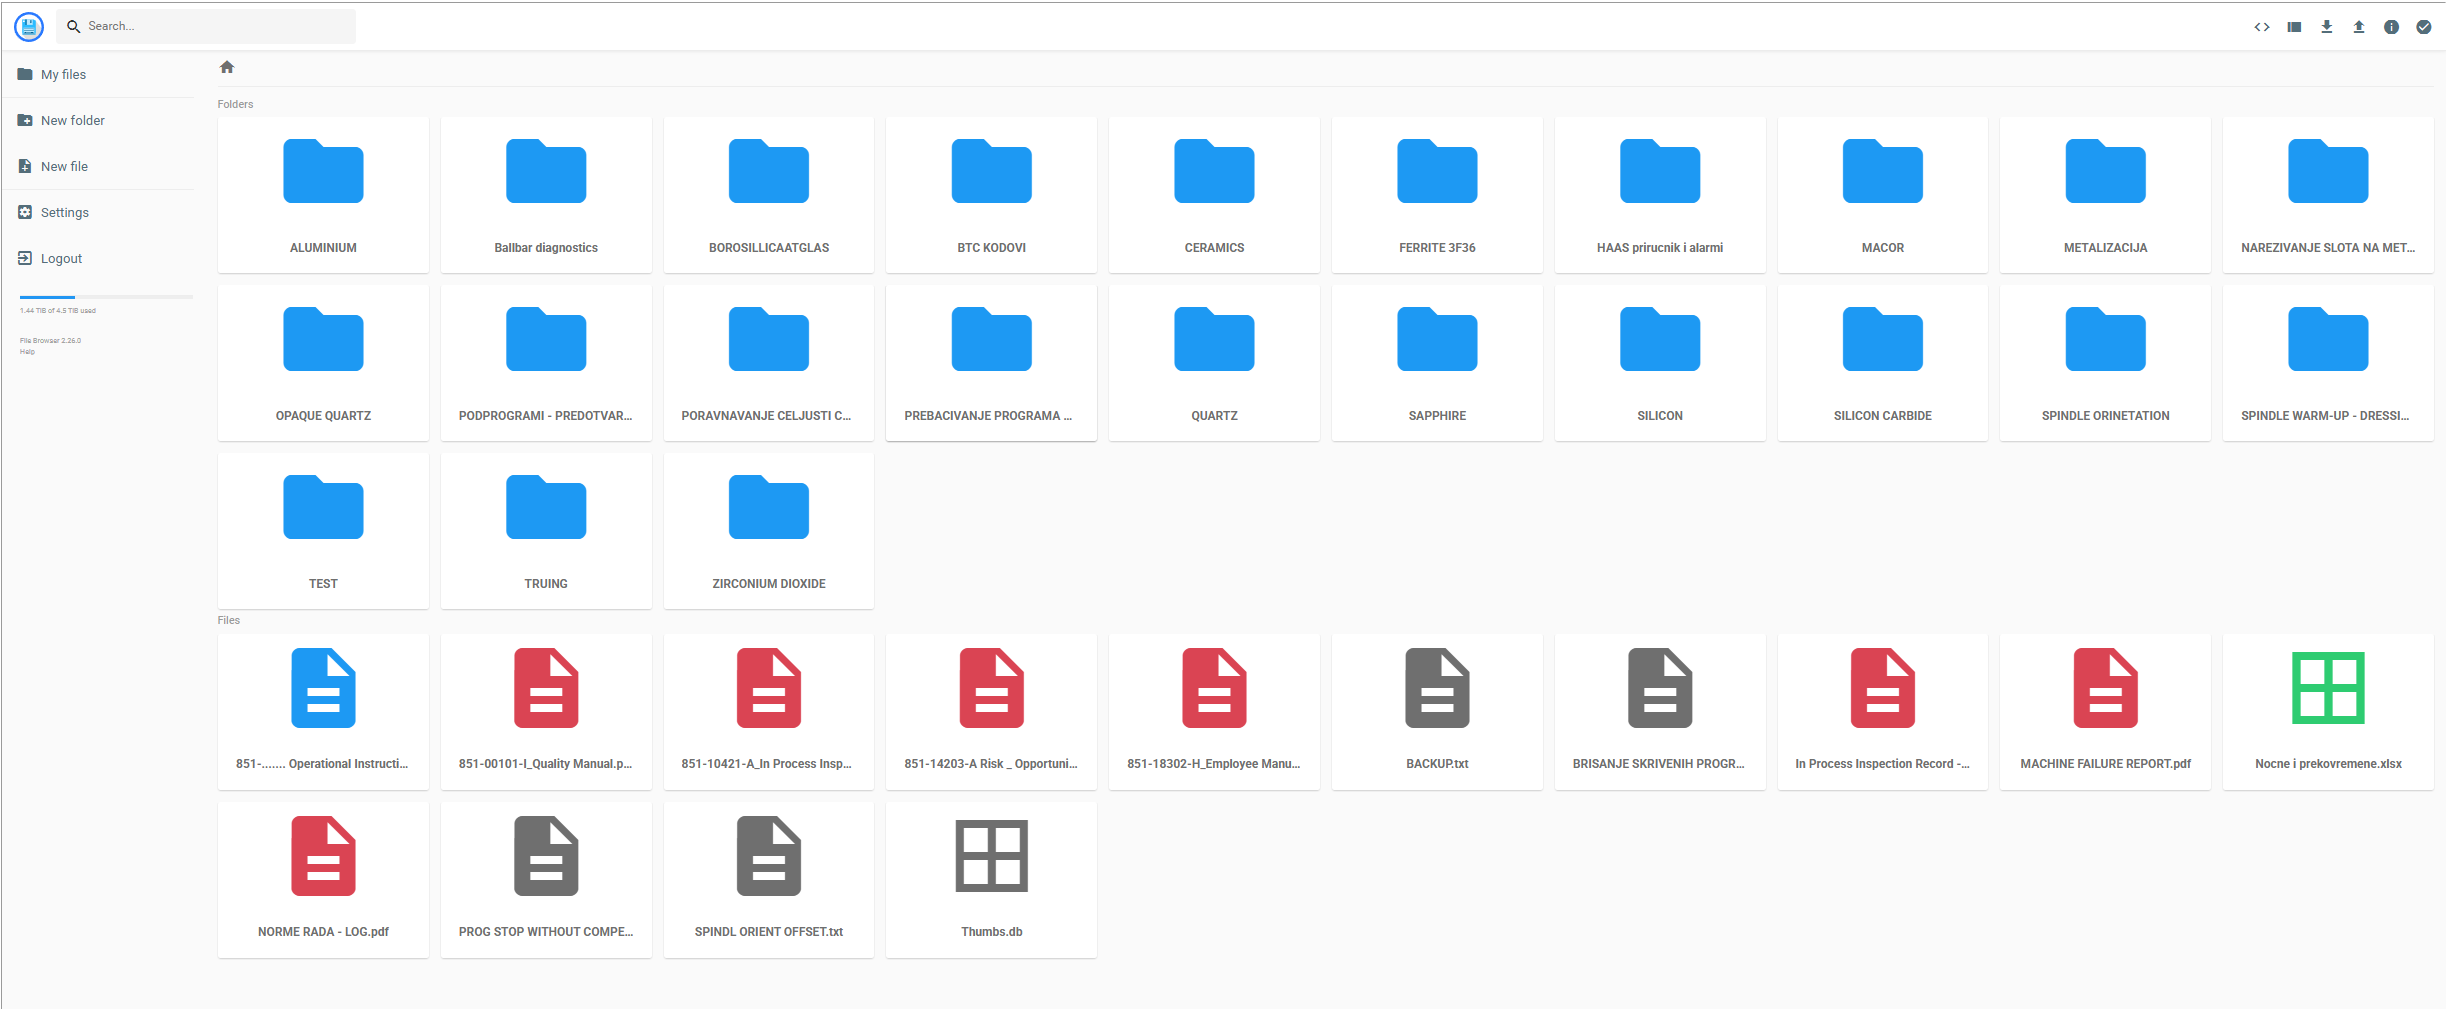 Search...
My files
New folder
New file
Settings
Logout
1.44 TiB of 4.5 TiB used
File Browser 2.26.0
Help
Folders
ALUMINIUM
Ballbar diagnostics
BOROSILLICAATGLAS
BTC KODOVI
CERAMICS
FERRITE 3F36
HAAS prirucnik i alarmi
MACOR
METALIZACIJA
NAREZIVANJE SLOTA NA MET...
OPAQUE QUARTZ
PODPROGRAMI - PREDOTVAR...
PORAVNAVANJE CELJUSTI C...
PREBACIVANJE PROGRAMA ...
QUARTZ
SAPPHIRE
SILICON
SILICON CARBIDE
SPINDLE ORINETATION
SPINDLE WARM-UP - DRESSI...
TEST
TRUING
ZIRCONIUM DIOXIDE
Files
851-....... Operational Instructi...
851-00101-I_Quality Manual.p...
851-10421-A_In Process Insp...
851-14203-A Risk _ Opportuni...
851-18302-H_Employee Manu...
BACKUP.txt
BRISANJE SKRIVENIH PROGR...
In Process Inspection Record -...
MACHINE FAILURE REPORT.pdf
Nocne i prekovremene.xlsx
NORME RADA - LOG.pdf
PROG STOP WITHOUT COMPE...
SPINDL ORIENT OFFSET.txt
Thumbs.db